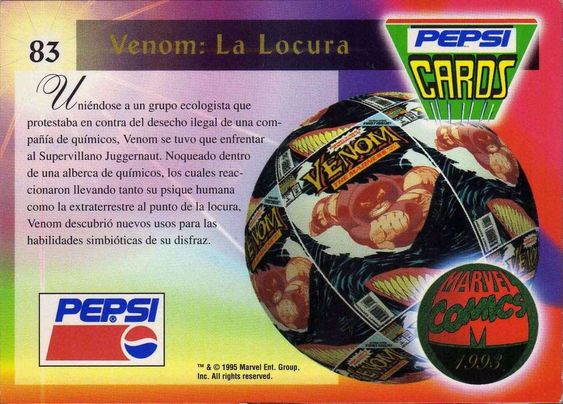 83
Venom: La Locura
PEPSI
CARDS
Uniéndose a un grupo ecologista que
protestaba en contra del desecho ilegal de una com-
pañía de químicos, Venom se tuvo que enfrentar
al Supervillano Juggernaut. Noqueado dentro
de una alberca de químicos, los cuales reac-
cionaron llevando tanto su psique humana
como la extraterrestre al punto de la locura,
Venom descubrió nuevos usos para las
habilidades simbióticas de su disfraz.
VENOM
VENOM
PEPSI
MARVEL
COMICS
M
1993
™ & © 1995 Marvel Ent. Group,
Inc. All rights reserved.